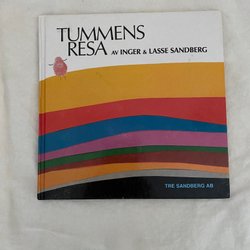 TUMMENS
RESA AV INGER & LASSE SANDBERG
TRE SANDBERG AB